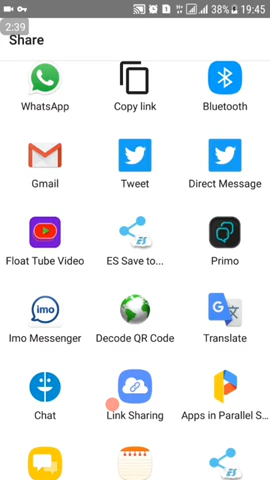 38% 19:45
2:39
Share
WhatsApp
Copy link
Bluetooth
Gmail
Tweet
Direct Message
Float Tube Video
ES Save to...
Primo
Imo Messenger
Decode QR Code
Translate
Chat
Link Sharing
Apps in Parallel S...